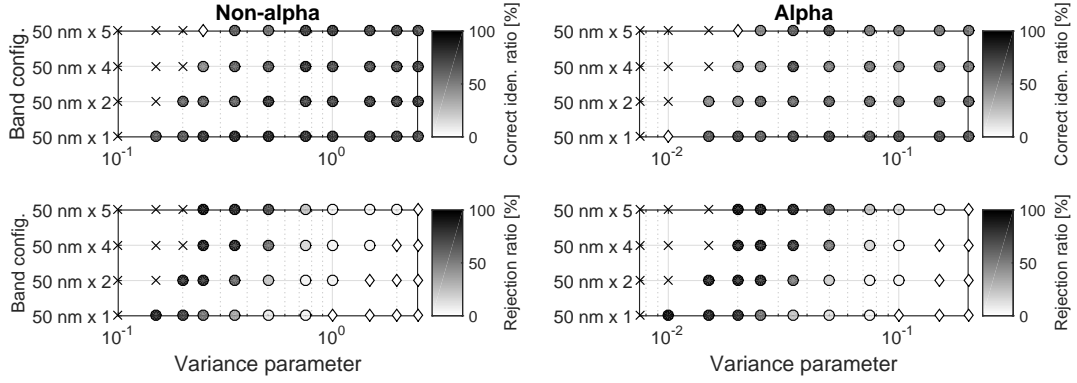 Non-alpha
Alpha
Band config.
50 nm x 5
50 nm x 4
50 nm x 2
50 nm x 1
10^-1
10^0
100
50
0
Correct iden. ratio [%]
50 nm x 5
50 nm x 4
50 nm x 2
50 nm x 1
10^-2
10^-1
100
50
0
Correct iden. ratio [%]
Band config.
50 nm x 5
50 nm x 4
50 nm x 2
50 nm x 1
10^-1
10^0
Variance parameter
100
50
0
Rejection ratio [%]
50 nm x 5
50 nm x 4
50 nm x 2
50 nm x 1
10^-2
10^-1
Variance parameter
100
50
0
Rejection ratio [%]